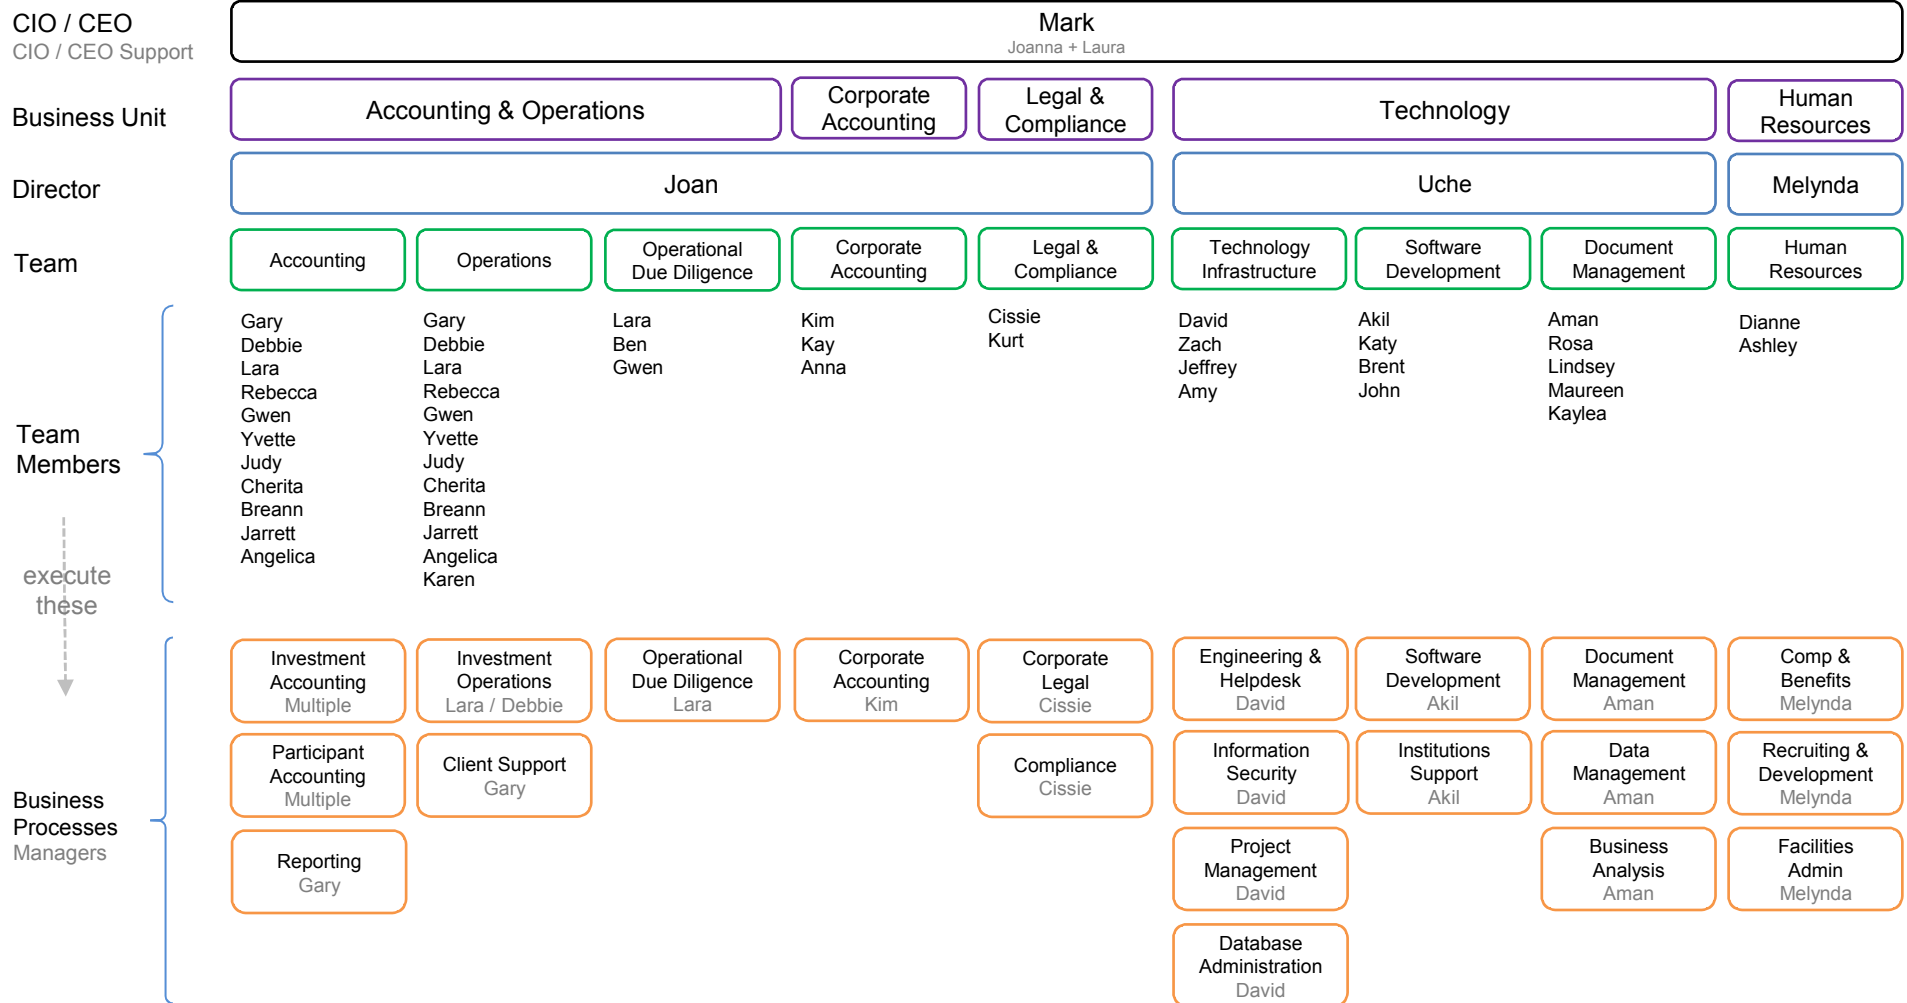 CIO / CEO
CIO / CEO Support
Mark
Joanna + Laura
Business Unit
Accounting & Operations
Corporate
Accounting
Legal &
Compliance
Technology
Human
Resources
Director
Joan
Uche
Melynda
Team
Accounting
Operations
Operational
Due Diligence
Corporate
Accounting
Legal &
Compliance
Technology
Infrastructure
Software
Development
Document
Management
Human
Resources
Team
Members
Gary
Debbie
Lara
Rebecca
Gwen
Yvette
Judy
Cherita
Breann
Jarrett
Angelica
Gary
Debbie
Lara
Rebecca
Gwen
Yvette
Judy
Cherita
Breann
Jarrett
Angelica
Karen
Lara
Ben
Gwen
Kim
Kay
Anna
Cissie
Kurt
David
Zach
Jeffrey
Amy
Akil
Katy
Brent
John
Aman
Rosa
Lindsey
Maureen
Kaylea
Dianne
Ashley
execute
these
Business
Processes
Managers
Investment
Accounting
Multiple
Investment
Operations
Lara / Debbie
Operational
Due Diligence
Lara
Corporate
Accounting
Kim
Corporate
Legal
Cissie
Engineering &
Helpdesk
David
Software
Development
Akil
Document
Management
Aman
Comp &
Benefits
Melynda
Participant
Accounting
Multiple
Client Support
Gary
Compliance
Cissie
Information
Security
David
Institutions
Support
Akil
Data
Management
Aman
Recruiting &
Development
Melynda
Reporting
Gary
Project
Management
David
Business
Analysis
Aman
Facilities
Admin
Melynda
Database
Administration
David